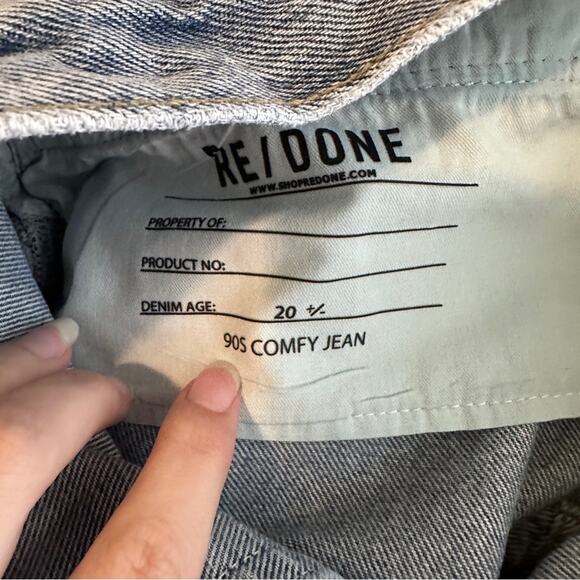 RE/DONE
WWW.SHOPREDONE.COM
PROPERTY OF:
PRODUCT NO:
DENIM AGE: 20 +/-
90S COMFY JEAN